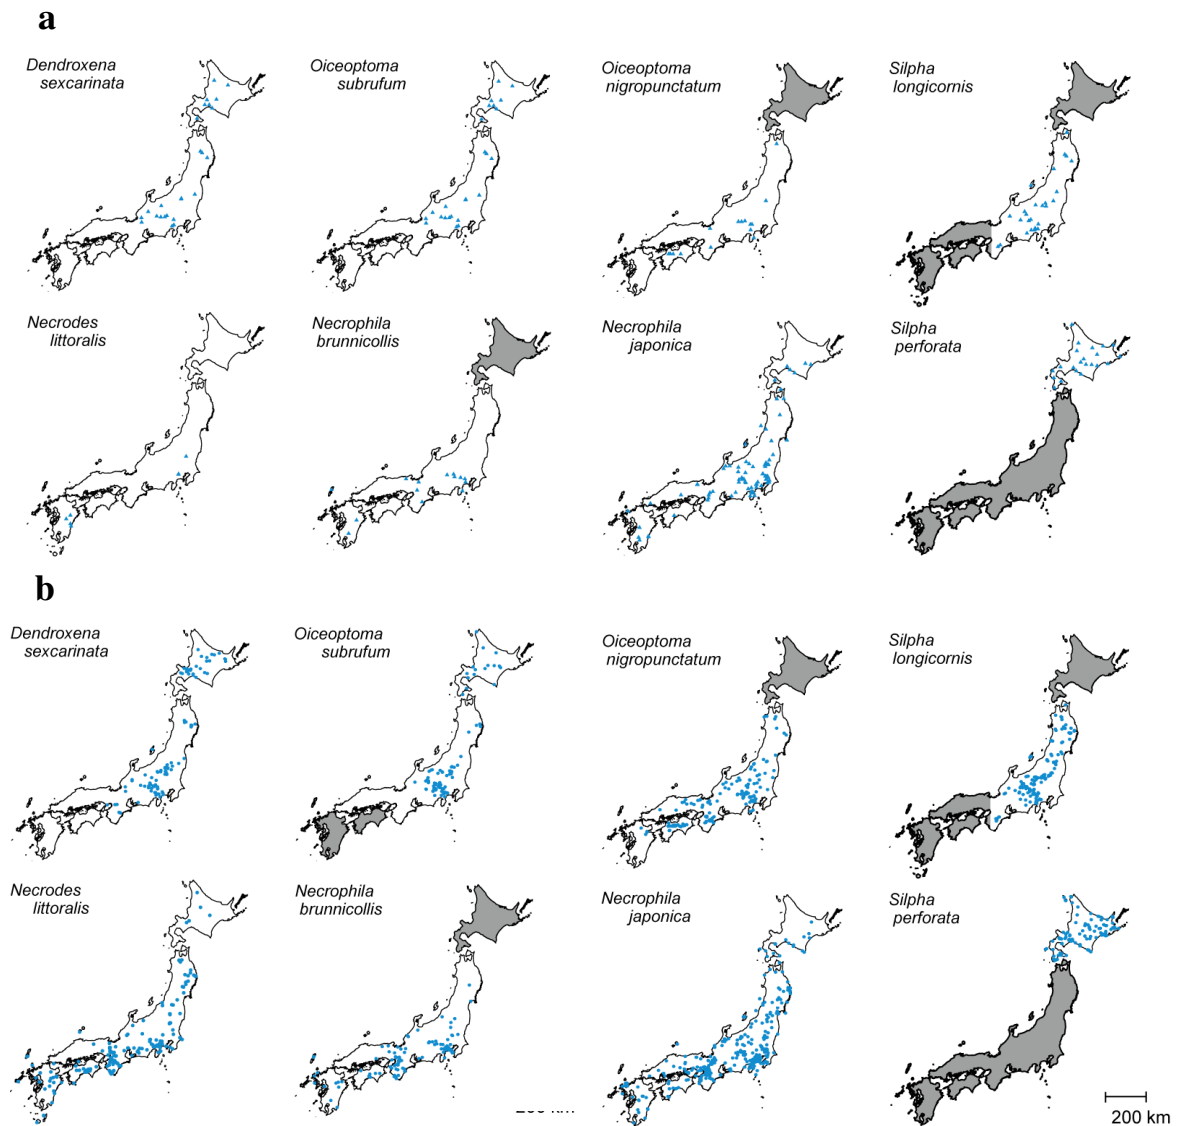 a
Dendroxena
sexcarinata
Oiceoptoma
subrufum
Oiceoptoma
nigropunctatum
Silpha
longicornis
Necrodes
littoralis
Necrophila
brunnicollis
Necrophila
japonica
Silpha
perforata
b
Dendroxena
sexcarinata
Oiceoptoma
subrufum
Oiceoptoma
nigropunctatum
Silpha
longicornis
Necrodes
littoralis
Necrophila
brunnicollis
Necrophila
japonica
Silpha
perforata
200 km